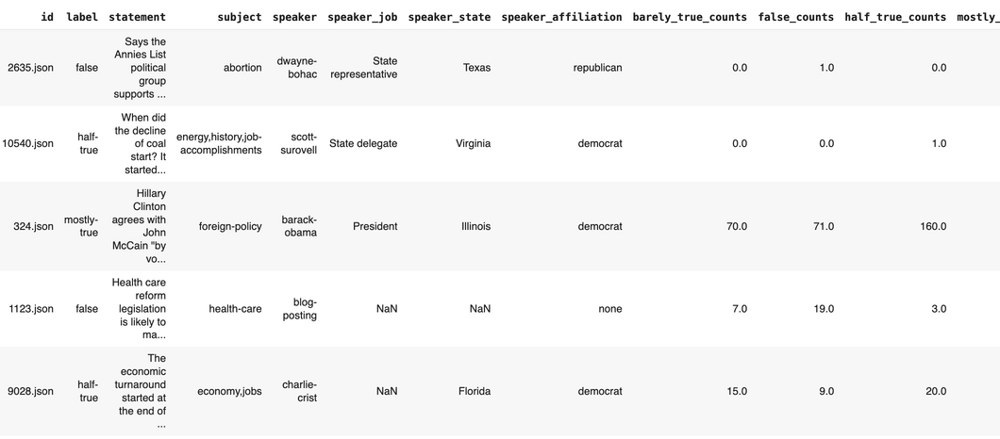 id label statement subject speaker speaker_job speaker_state speaker_affiliation barely_true_counts false_counts half_true_counts mostly_
Says the
Annies List
2635.json false political abortion dwayne-bohac State representative Texas republican 0.0 1.0 0.0
group
supports ...
When did
the decline
10540.json half-true of coal energy,history,job-accomplishments scott-surovell State delegate Virginia democrat 0.0 0.0 1.0
start? It
started...
Hillary
Clinton
agrees with
324.json mostly-true John foreign-policy barack-obama President Illinois democrat 70.0 71.0 160.0
McCain "by
vo...
Health care
reform
1123.json false legislation health-care blog-posting NaN NaN none 7.0 19.0 3.0
is likely to
ma...
The
economic
9028.json half-true turnaround economy,jobs charlie-crist NaN Florida democrat 15.0 9.0 20.0
started at
the end of
...